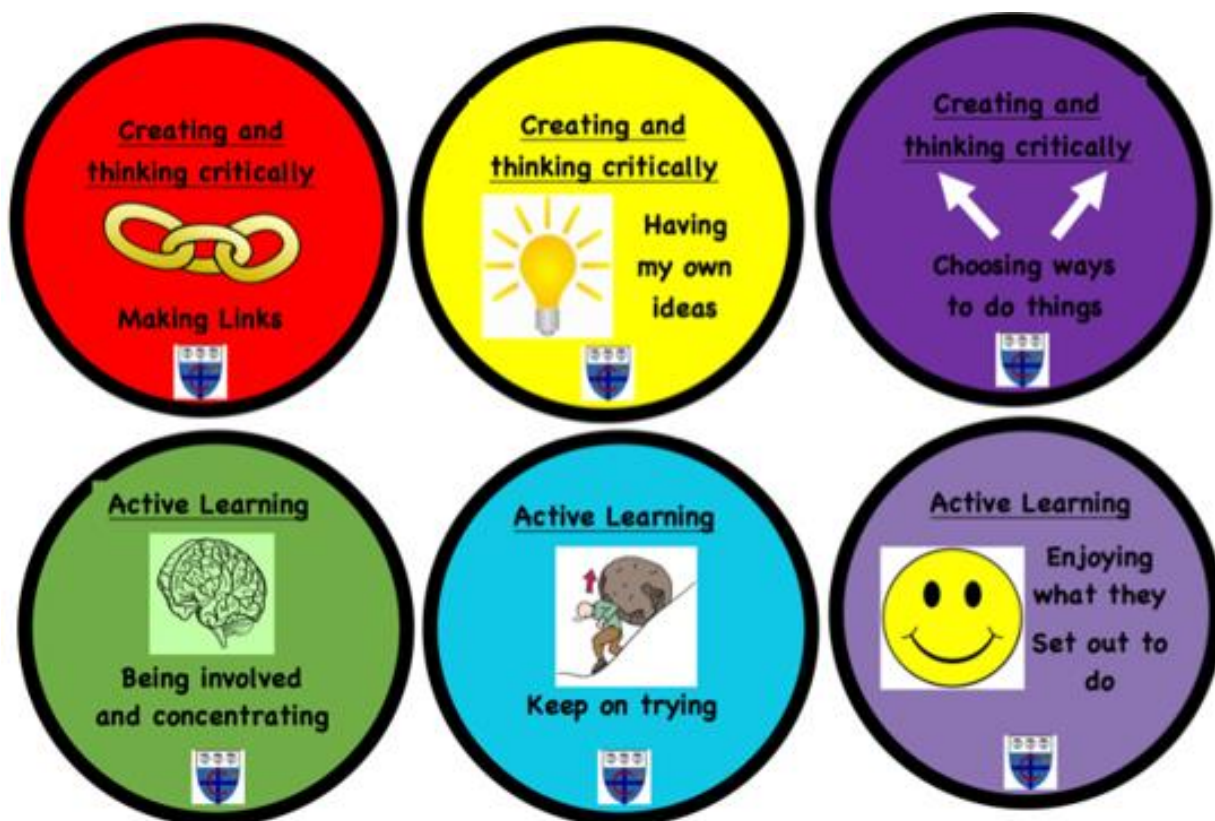 Creating and
thinking critically
Making Links
Creating and
thinking critically
Having
my own
ideas
Creating and
thinking critically
Choosing ways
to do things
Active Learning
Being involved
and concentrating
Active Learning
Keep on trying
Active Learning
Enjoying
what they
Set out to
do